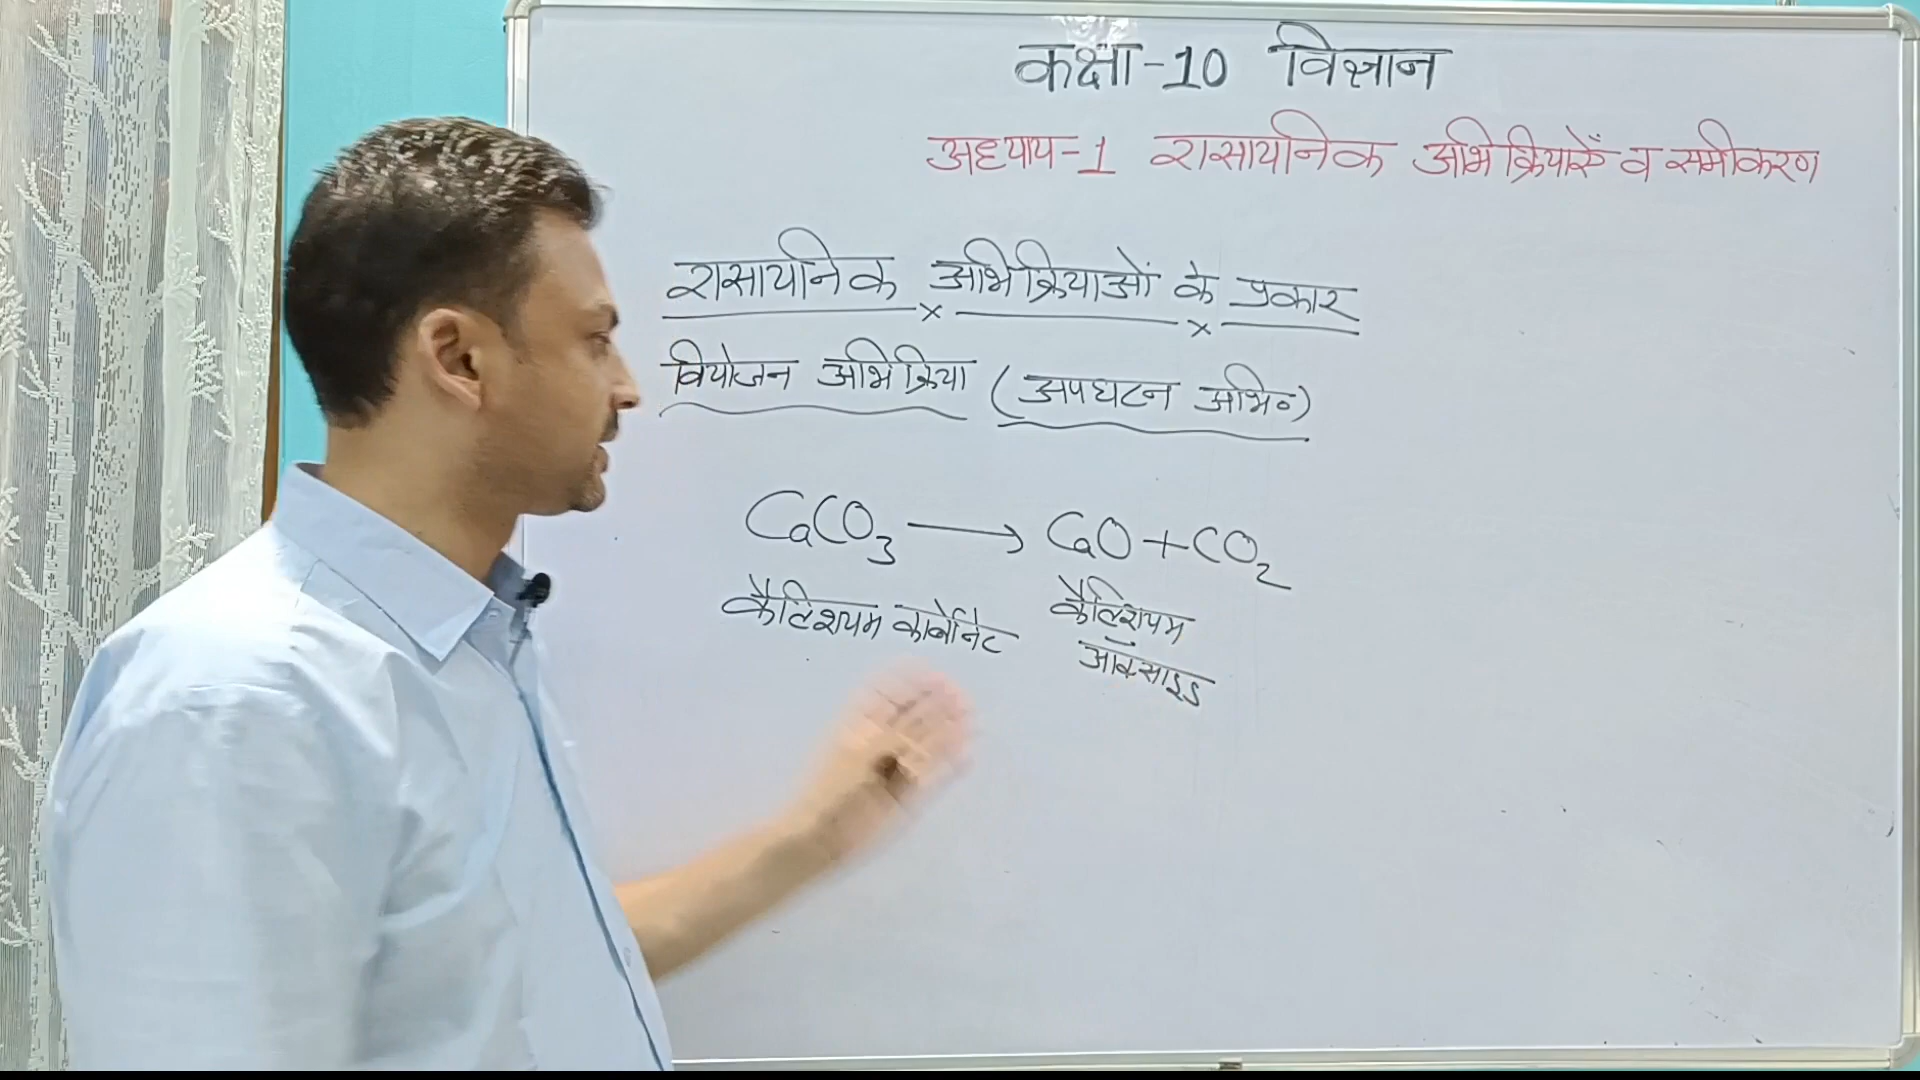 कक्षा-10 विज्ञान
अध्याय-1 रासायनिक अभिक्रियाएँ व समीकरण
रासायनिक अभिक्रियाओं के प्रकार
वियोजन अभिक्रिया (अपघटन अभि०)
CaCO₃ ⟶ CaO + CO₂
कैल्शियम कार्बोनेट कैल्शियम
ऑक्साइड